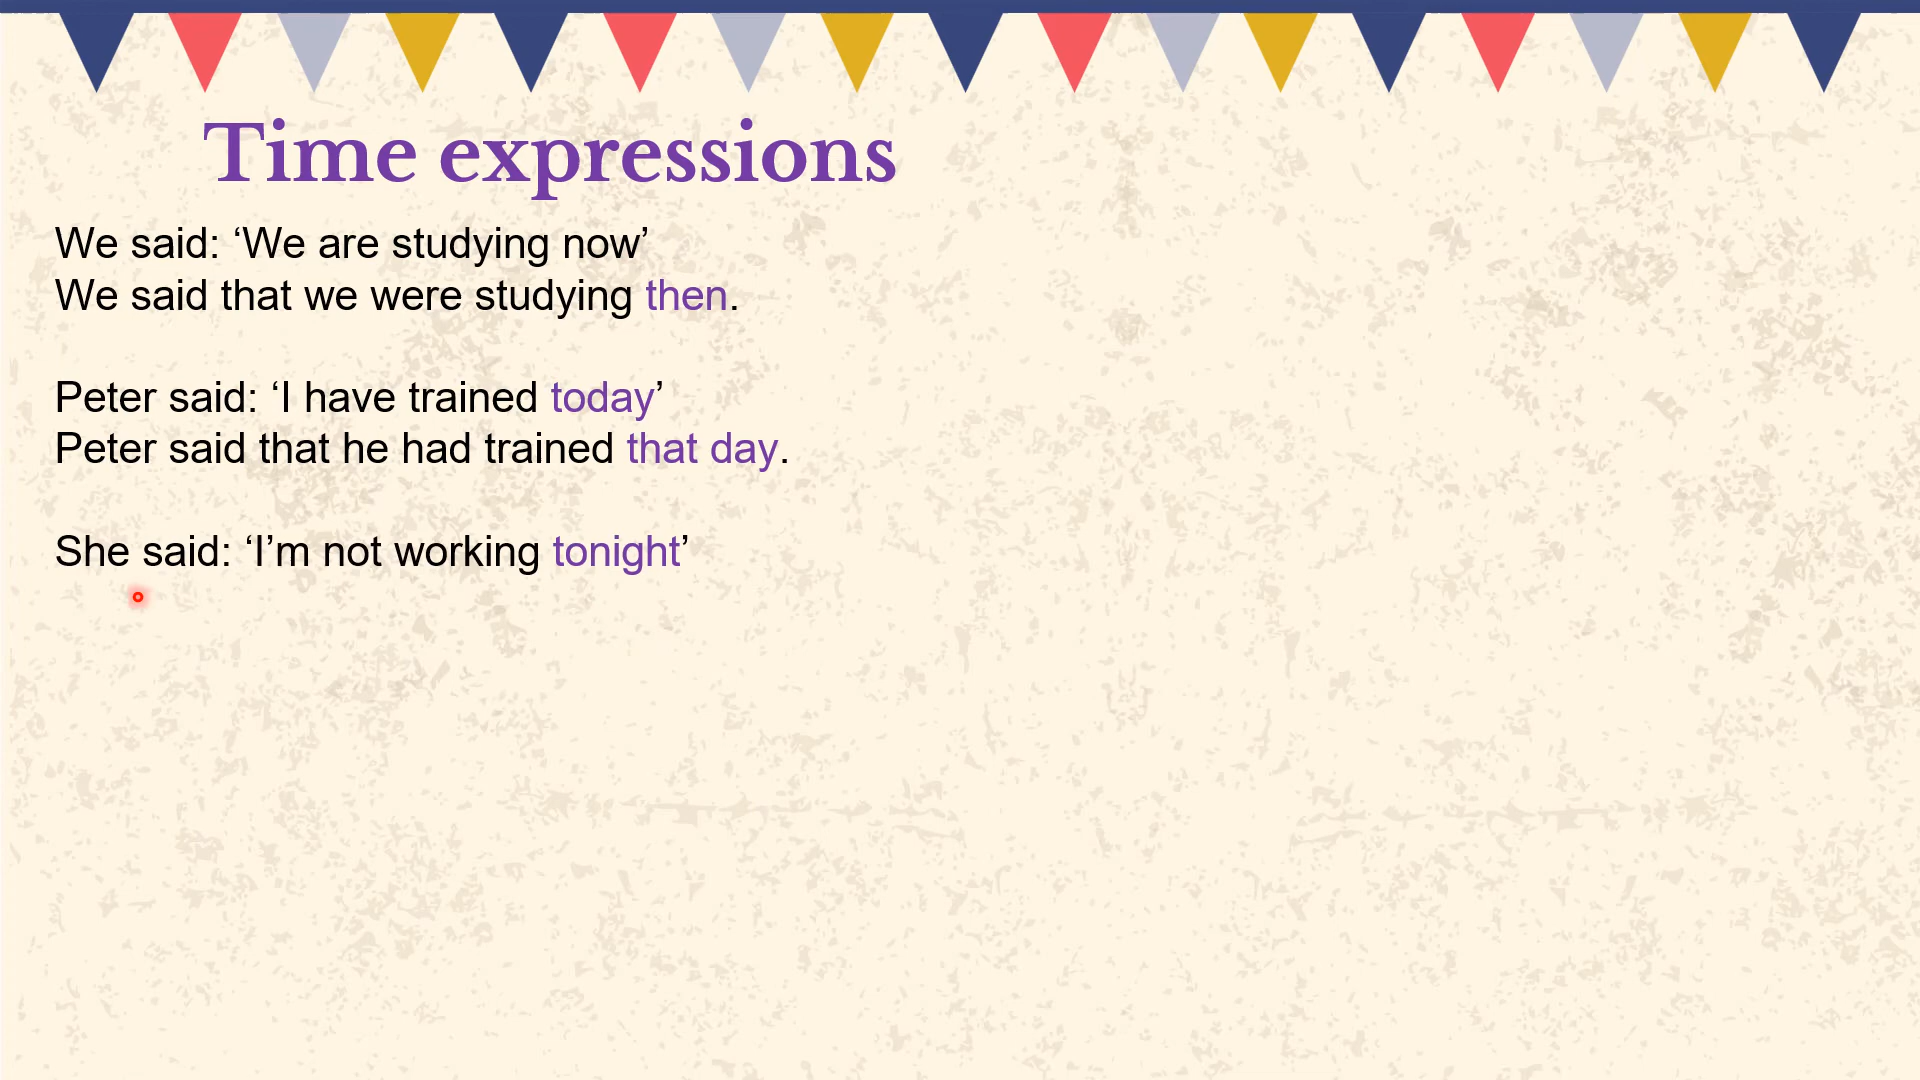 Time expressions
We said: ‘We are studying now’
We said that we were studying then.
Peter said: ‘I have trained today’
Peter said that he had trained that day.
She said: ‘I’m not working tonight’